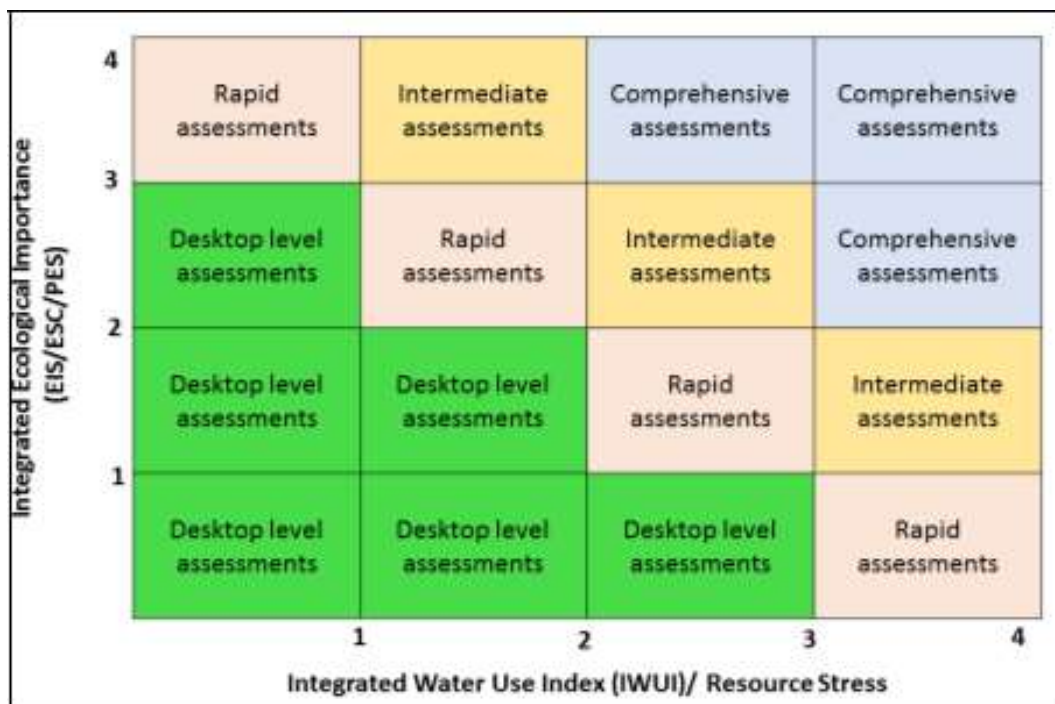 4
Rapid
assessments
Intermediate
assessments
Comprehensive
assessments
Comprehensive
assessments
3
Desktop level
assessments
Rapid
assessments
Intermediate
assessments
Comprehensive
assessments
2
Desktop level
assessments
Desktop level
assessments
Rapid
assessments
Intermediate
assessments
1
Desktop level
assessments
Desktop level
assessments
Desktop level
assessments
Rapid
assessments
Integrated Ecological Importance
(EIS/ESC/PES)
1
2
3
4
Integrated Water Use Index (IWUI)/ Resource Stress